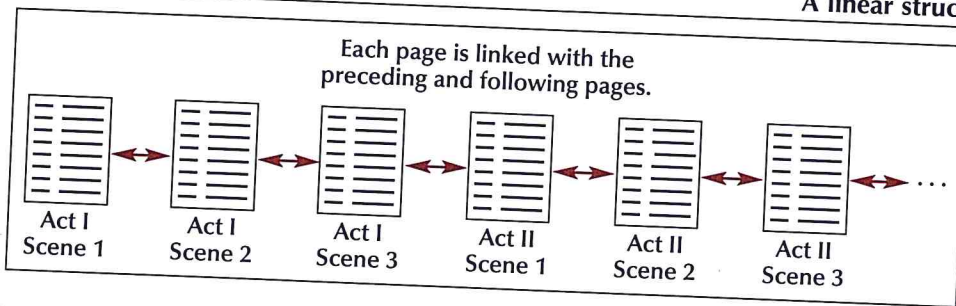 A linear struc
Each page is linked with the
preceding and following pages.
...
Act I
Scene 1
Act I
Scene 2
Act I
Scene 3
Act II
Scene 1
Act II
Scene 2
Act II
Scene 3